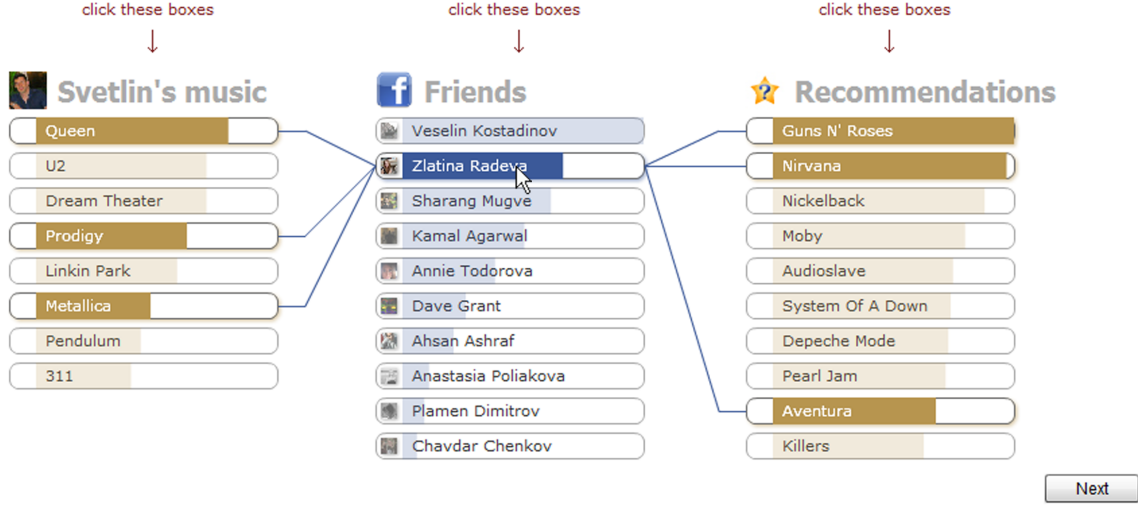 click these boxes
click these boxes
click these boxes
Svetlin's music
Queen
U2
Dream Theater
Prodigy
Linkin Park
Metallica
Pendulum
311
f Friends
Veselin Kostadinov
Zlatina Radeva
Sharang Mugve
Kamal Agarwal
Annie Todorova
Dave Grant
Ahsan Ashraf
Anastasia Poliakova
Plamen Dimitrov
Chavdar Chenkov
? Recommendations
Guns N' Roses
Nirvana
Nickelback
Moby
Audioslave
System Of A Down
Depeche Mode
Pearl Jam
Aventura
Killers
Next